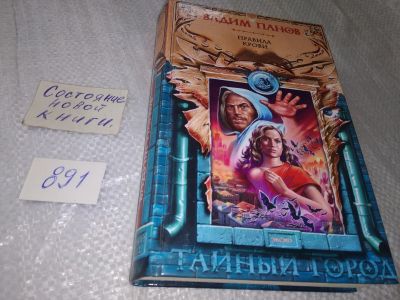 ВАДИМ ПАНОВ
ПРАВИЛА
КРОВИ
Состояние
новой
книги.
891
ТАЙНЫЙ ГОРОД